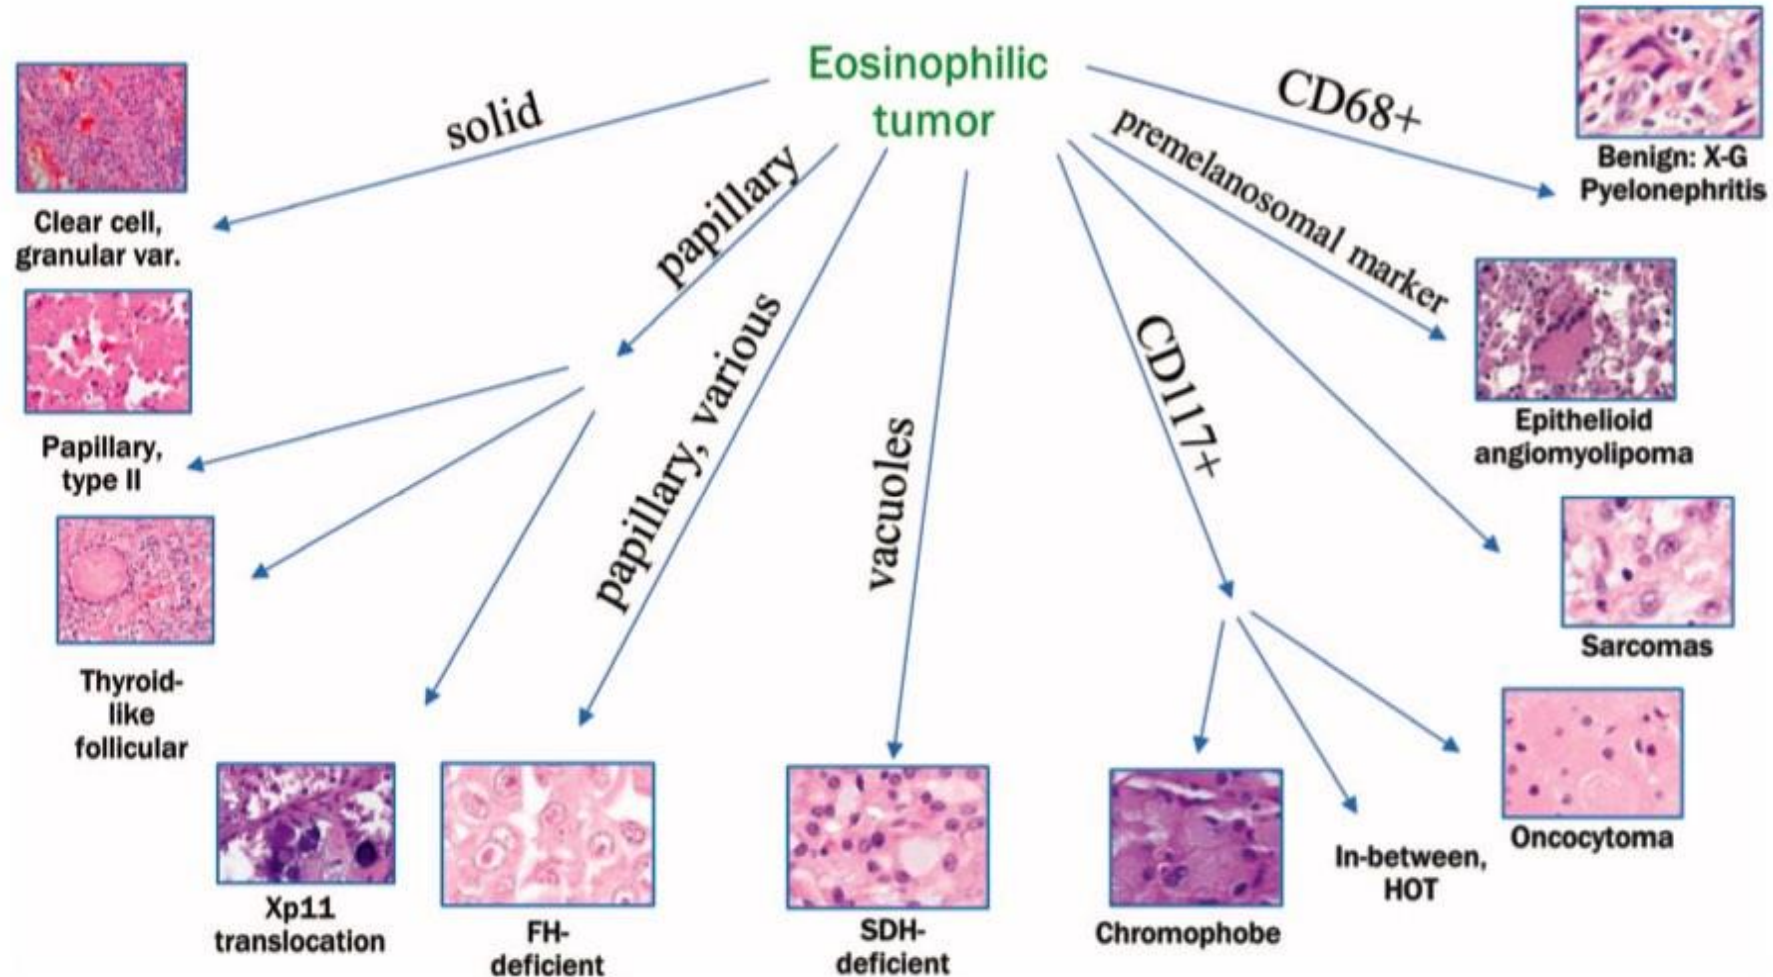 Eosinophilic
tumor
solid
papillary
papillary, various
vacuoles
CD117+
premelanosomal marker
CD68+
Clear cell,
granular var.
Papillary,
type II
Thyroid-
like
follicular
Xp11
translocation
FH-
deficient
SDH-
deficient
Chromophobe
In-between,
HOT
Oncocytoma
Sarcomas
Epithelioid
angiomyolipoma
Benign: X-G
Pyelonephritis